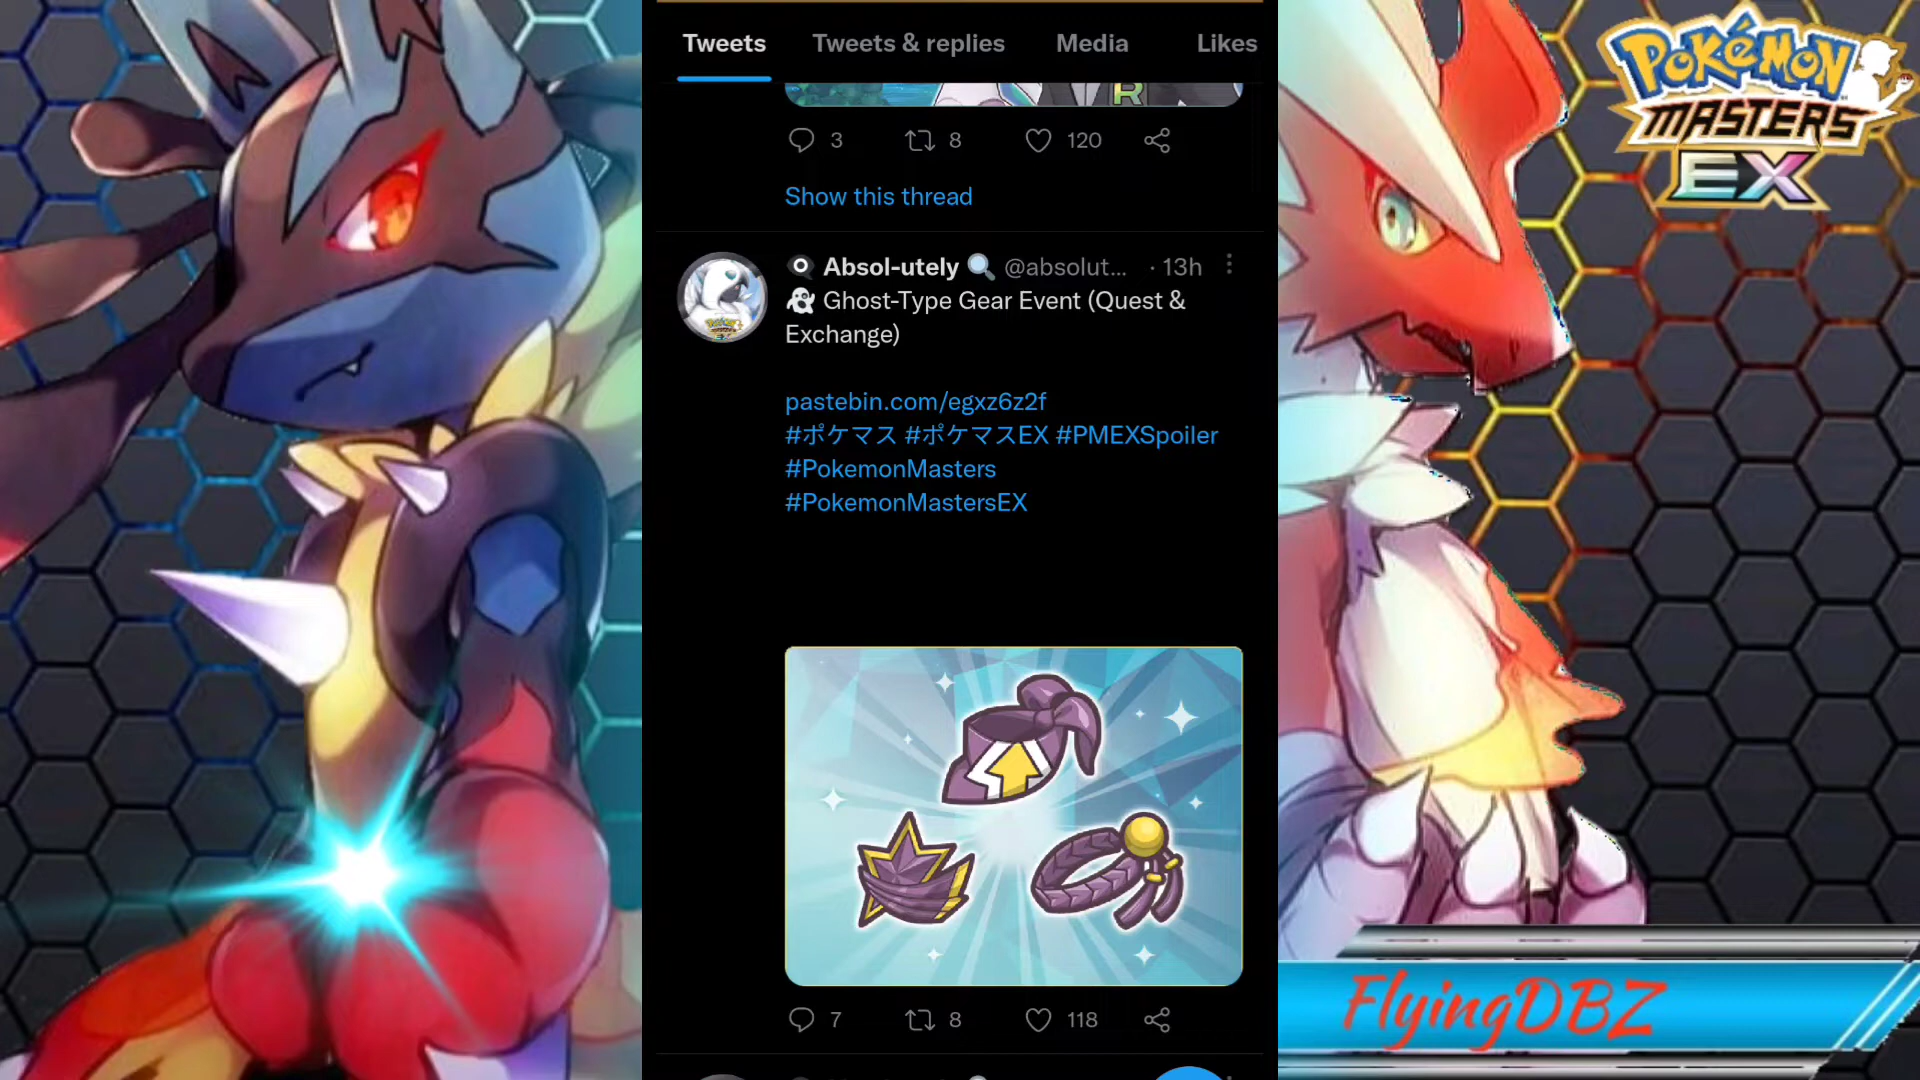 Tweets Tweets & replies Media Likes
R
3 8 120
Show this thread
Absol-utely @absolut... · 13h
Ghost-Type Gear Event (Quest &
Exchange)
pastebin.com/egxz6z2f
#ポケマス #ポケマスEX #PMEXSpoiler
#PokemonMasters
#PokemonMastersEX
7 8 118
POKéMON
MASTERS
EX
FlyingDBZ